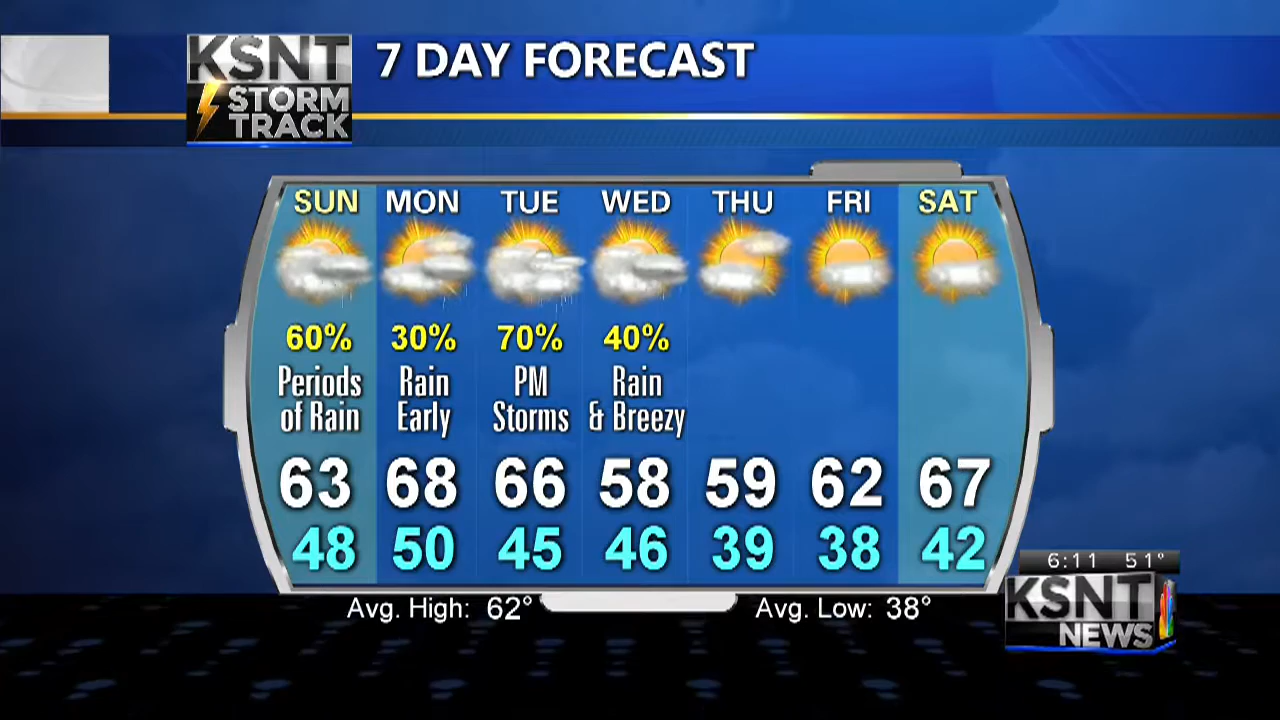 KSNT
STORM
TRACK
7 DAY FORECAST
SUN MON TUE WED THU FRI SAT
60% 30% 70% 40%
Periods Rain PM Rain
of Rain Early Storms & Breezy
63 68 66 58 59 62 67
48 50 45 46 39 38 42
Avg. High: 62° Avg. Low: 38°
6:11 51°
KSNT
NEWS